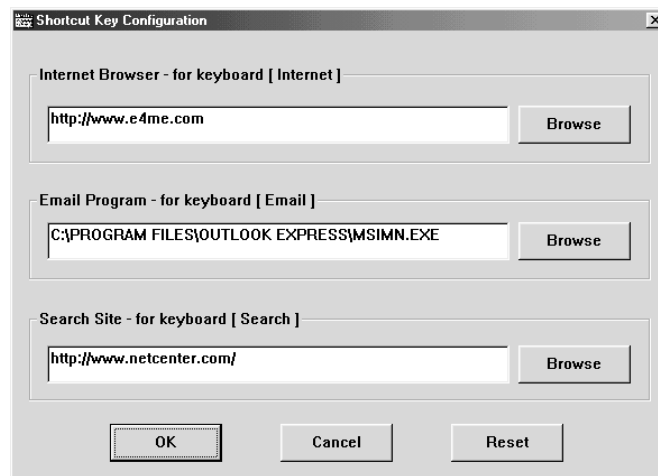 Shortcut Key Configuration
Internet Browser - for keyboard [ Internet ]
http://www.e4me.com
Browse
Email Program - for keyboard [ Email ]
C:\PROGRAM FILES\OUTLOOK EXPRESS\MSIMN.EXE
Browse
Search Site - for keyboard [ Search ]
http://www.netcenter.com/
Browse
OK Cancel Reset